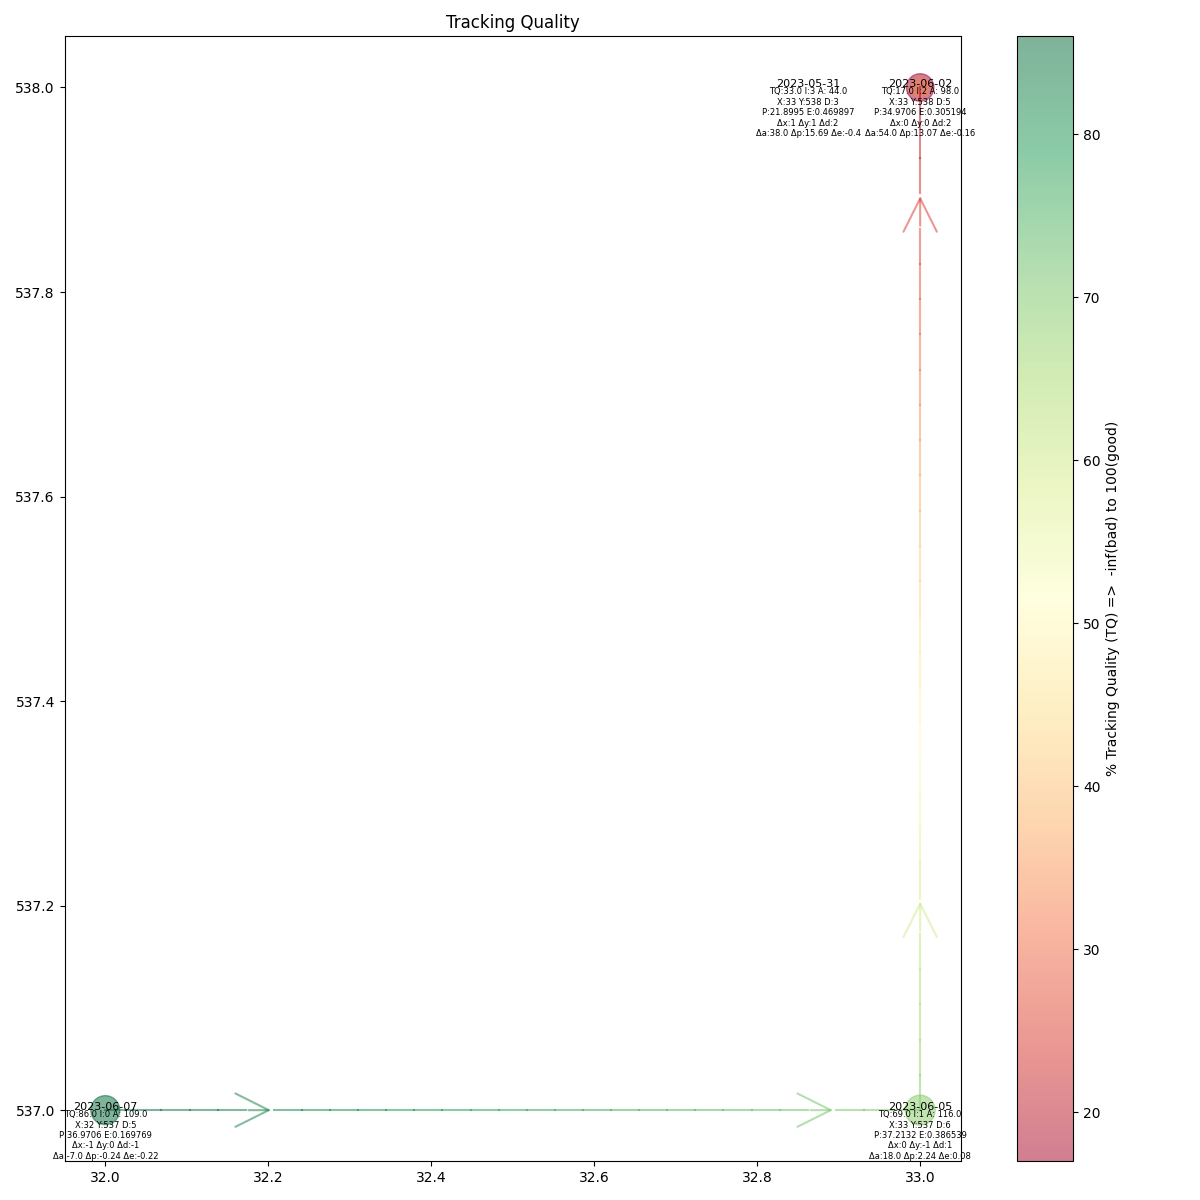 Tracking Quality
538.0
537.8
537.6
537.4
537.2
537.0
2023-05-31
TQ:33.0 I:3 A: 44.0
X:33 Y:538 D:3
P:21.8995 E:0.469897
Δx:1 Δy:1 Δd:2
Δa:38.0 Δp:15.69 Δe:-0.4
2023-06-02
TQ:17.0 I:2 A: 98.0
X:33 Y:538 D:5
P:34.9706 E:0.305194
Δx:0 Δy:0 Δd:2
Δa:54.0 Δp:13.07 Δe:-0.16
2023-06-07
TQ:86.0 I:0 A: 109.0
X:32 Y:537 D:5
P:36.9706 E:0.169769
Δx:-1 Δy:0 Δd:-1
Δa:-7.0 Δp:-0.24 Δe:-0.22
2023-06-05
TQ:69.0 I:1 A: 116.0
X:33 Y:537 D:6
P:37.2132 E:0.386539
Δx:0 Δy:-1 Δd:1
Δa:18.0 Δp:2.24 Δe:0.08
32.0
32.2
32.4
32.6
32.8
33.0
80
70
60
50
40
30
20
% Tracking Quality (TQ) => -inf(bad) to 100(good)